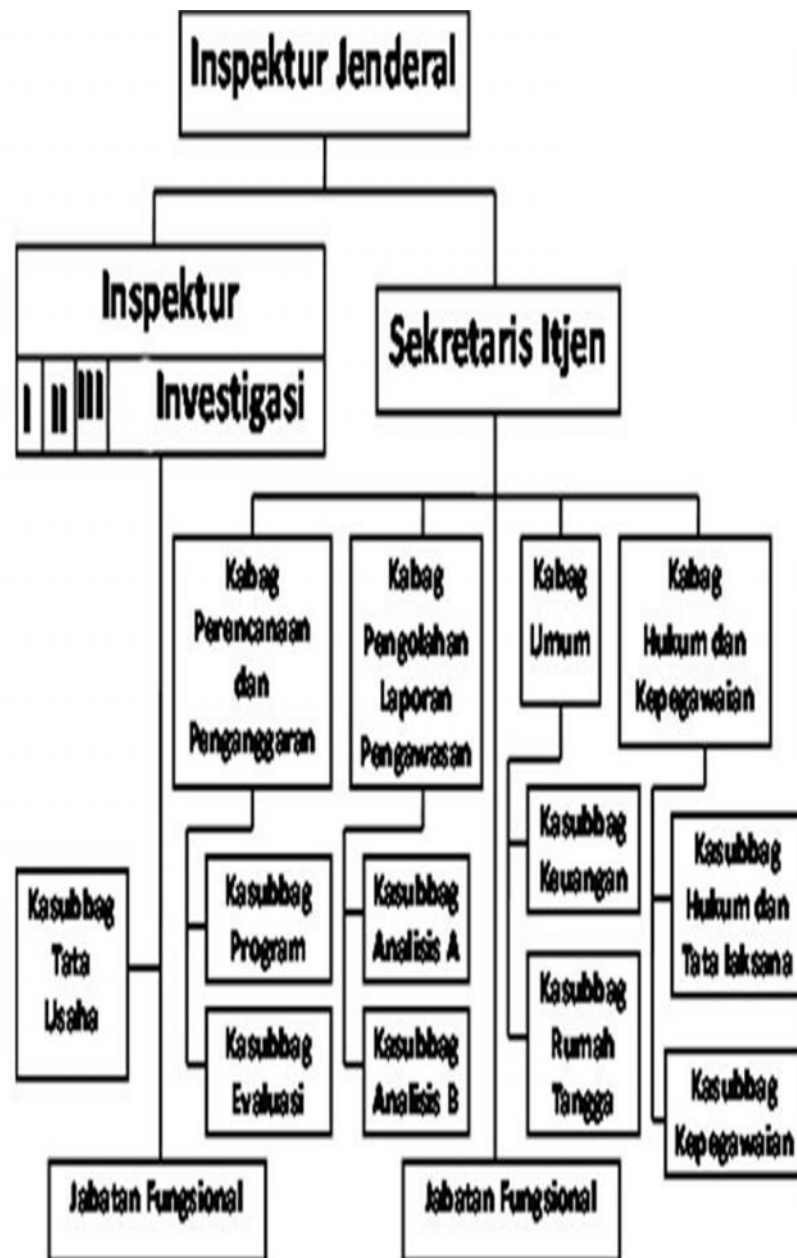 Inspektur Jenderal
Inspektur
I II III Investigasi
Sekretaris Itjen
Kabag
Perencanaan
dan
Penganggaran
Kabag
Pengolahan
Laporan
Pengawasan
Kabag
Umum
Kabag
Hukum dan
Kepegawaian
Kasubbag
Tata
Usaha
Kasubbag
Program
Kasubbag
Evaluasi
Kasubbag
Analisis A
Kasubbag
Analisis B
Kasubbag
Keuangan
Kasubbag
Rumah
Tangga
Kasubbag
Hukum dan
Tata laksana
Kasubbag
Kepegawaian
Jabatan Fungsional
Jabatan Fungsional